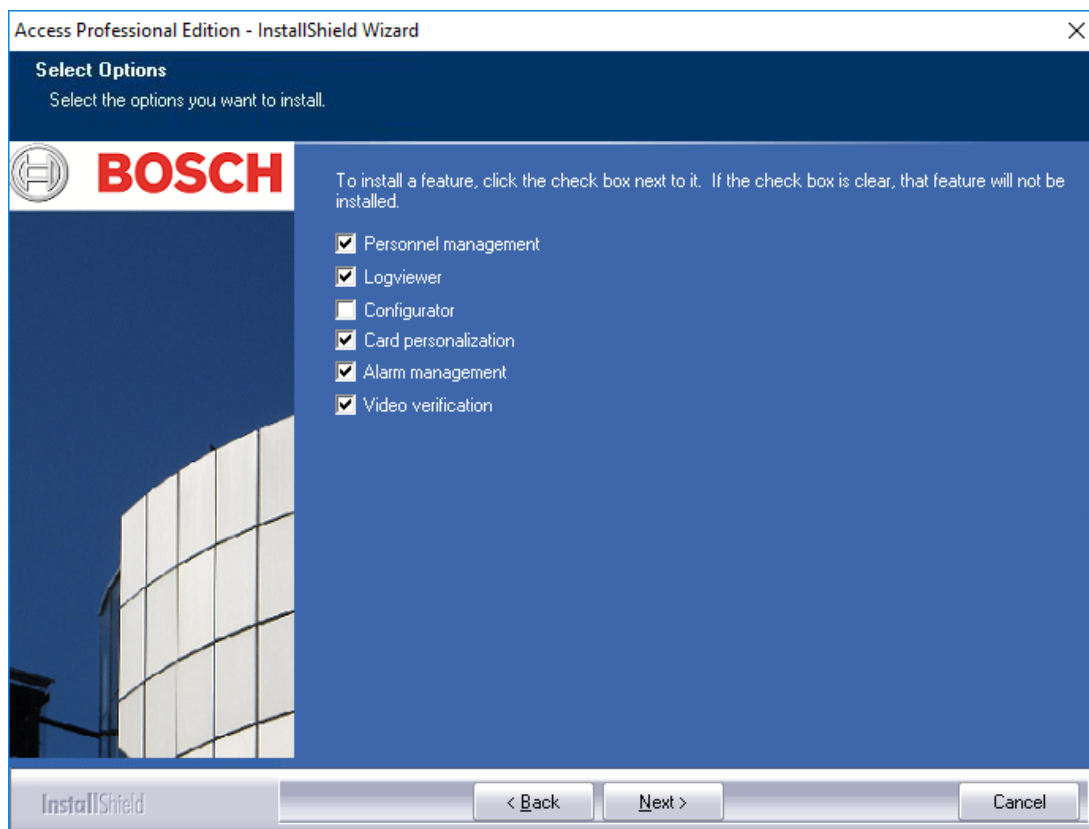 Access Professional Edition - InstallShield Wizard
Select Options
Select the options you want to install.
BOSCH
To install a feature, click the check box next to it.  If the check box is clear, that feature will not be
installed.
Personnel management
Logviewer
Configurator
Card personalization
Alarm management
Video verification
InstallShield
< Back
Next >
Cancel